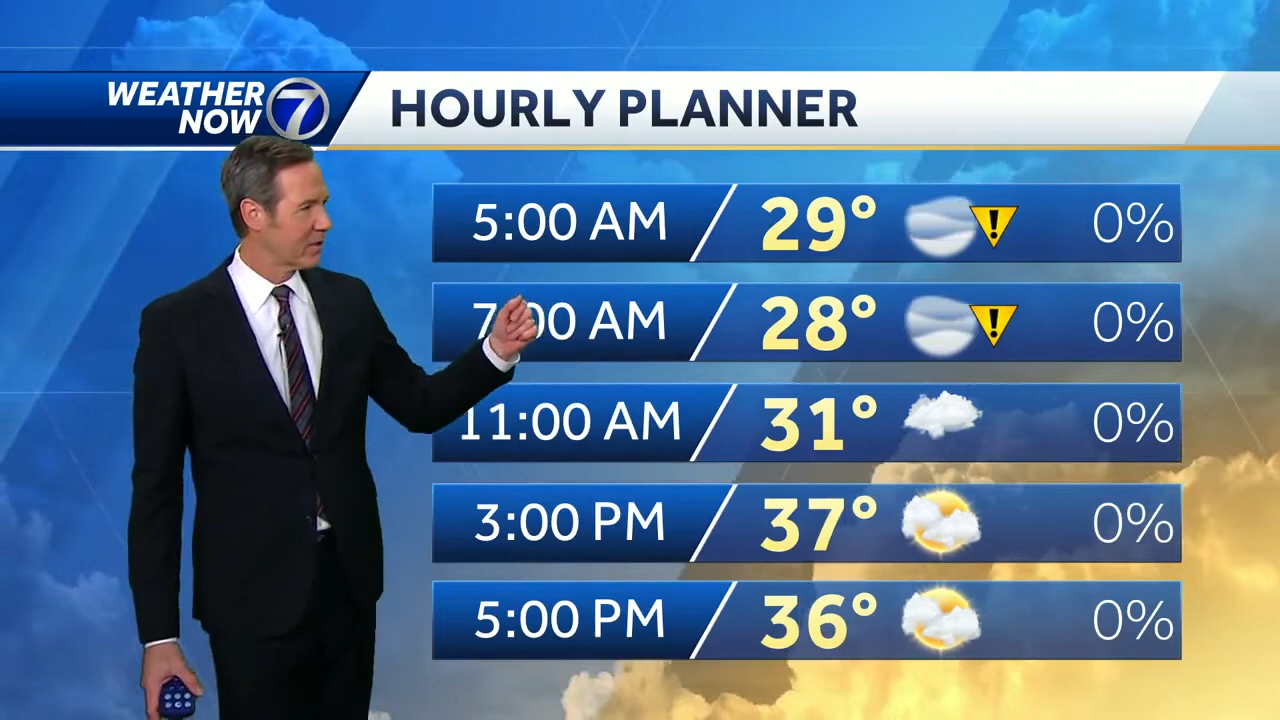 WEATHER
NOW 7
HOURLY PLANNER
5:00 AM 29° ! 0%
7:00 AM 28° ! 0%
11:00 AM 31° 0%
3:00 PM 37° 0%
5:00 PM 36° 0%